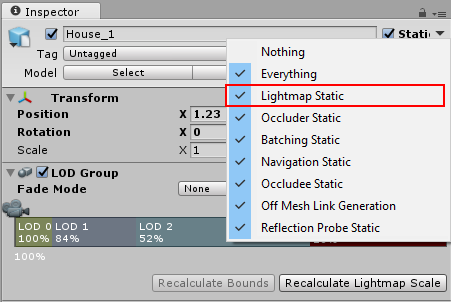 Inspector
House_1
Static
Tag Untagged
Model Select
Nothing
Everything
Lightmap Static
Occluder Static
Batching Static
Navigation Static
Occludee Static
Off Mesh Link Generation
Reflection Probe Static
Transform
Position X 1.23
Rotation X 0
Scale X 1
LOD Group
Fade Mode None
LOD 0 LOD 1 LOD 2
100% 84% 52%
100%
Recalculate Bounds Recalculate Lightmap Scale